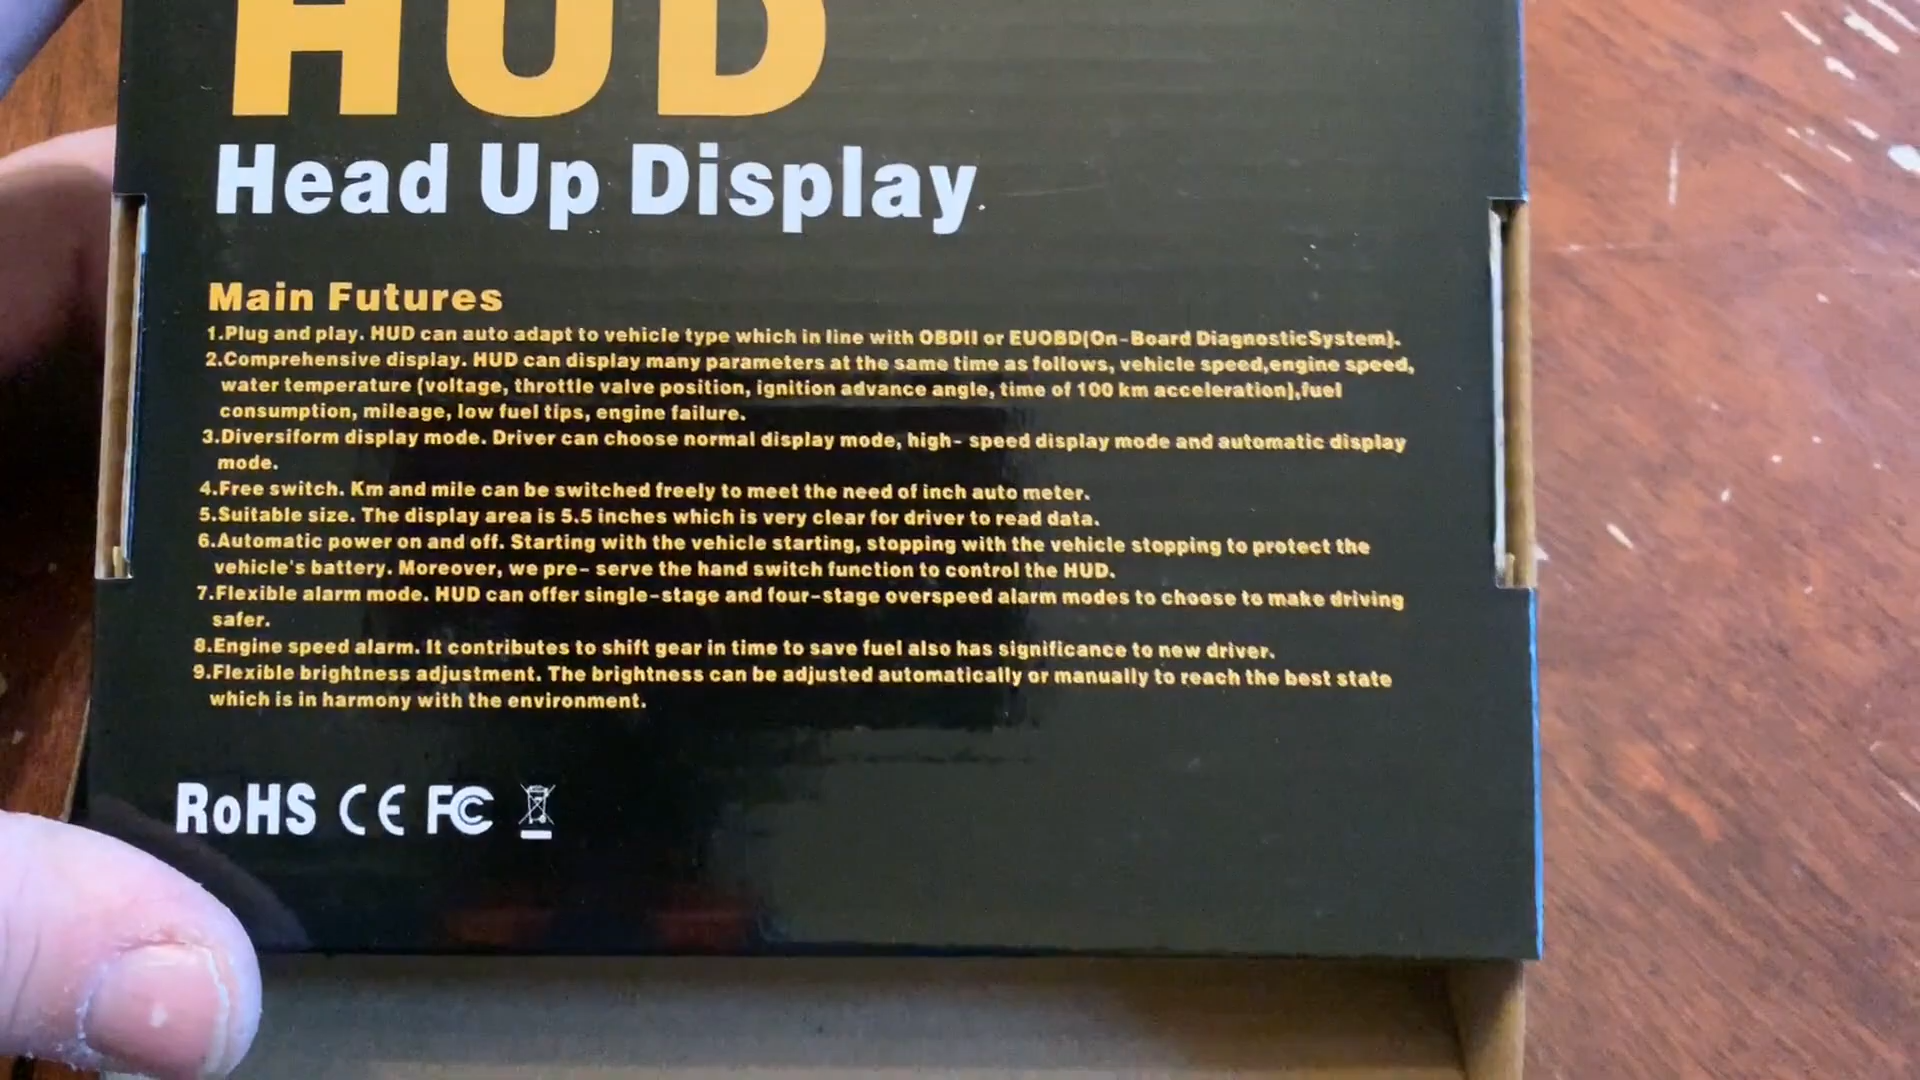 HUD
Head Up Display
Main Futures
1.Plug and play. HUD can auto adapt to vehicle type which in line with OBDII or EUOBD(On-Board DiagnosticSystem).
2.Comprehensive display. HUD can display many parameters at the same time as follows, vehicle speed,engine speed,
water temperature (voltage, throttle valve position, ignition advance angle, time of 100 km acceleration),fuel
consumption, mileage, low fuel tips, engine failure.
3.Diversiform display mode. Driver can choose normal display mode, high- speed display mode and automatic display
mode.
4.Free switch. Km and mile can be switched freely to meet the need of inch auto meter.
5.Suitable size. The display area is 5.5 inches which is very clear for driver to read data.
6.Automatic power on and off. Starting with the vehicle starting, stopping with the vehicle stopping to protect the
vehicle's battery. Moreover, we pre- serve the hand switch function to control the HUD.
7.Flexible alarm mode. HUD can offer single-stage and four-stage overspeed alarm modes to choose to make driving
safer.
8.Engine speed alarm. It contributes to shift gear in time to save fuel also has significance to new driver.
9.Flexible brightness adjustment. The brightness can be adjusted automatically or manually to reach the best state
which is in harmony with the environment.
RoHS CE FC